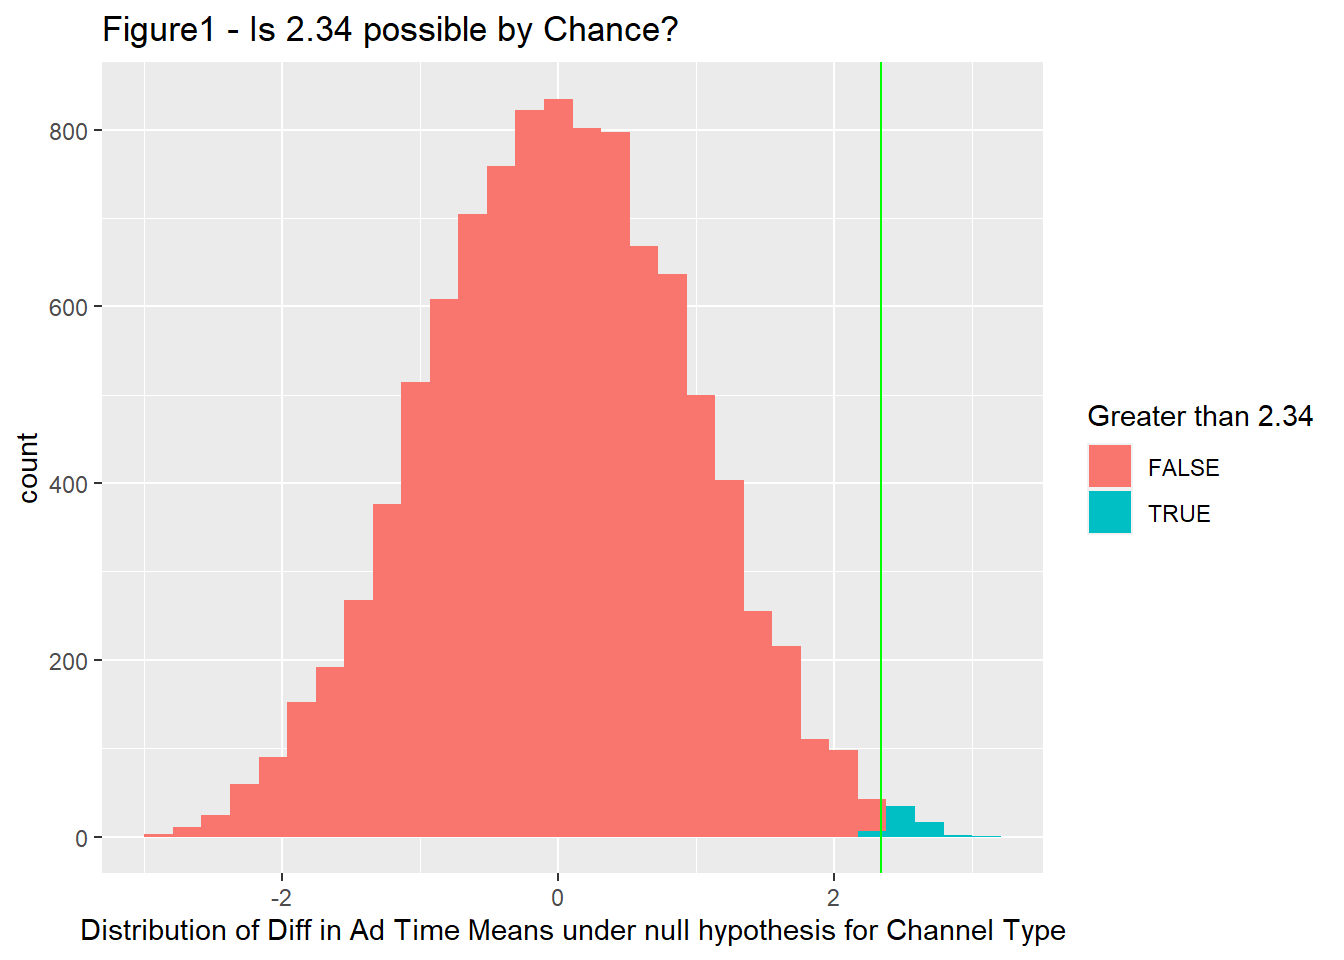 Figure1 - Is 2.34 possible by Chance?
800
600
400
200
0
count
-2
0
2
Distribution of Diff in Ad Time Means under null hypothesis for Channel Type
Greater than 2.34
FALSE
TRUE